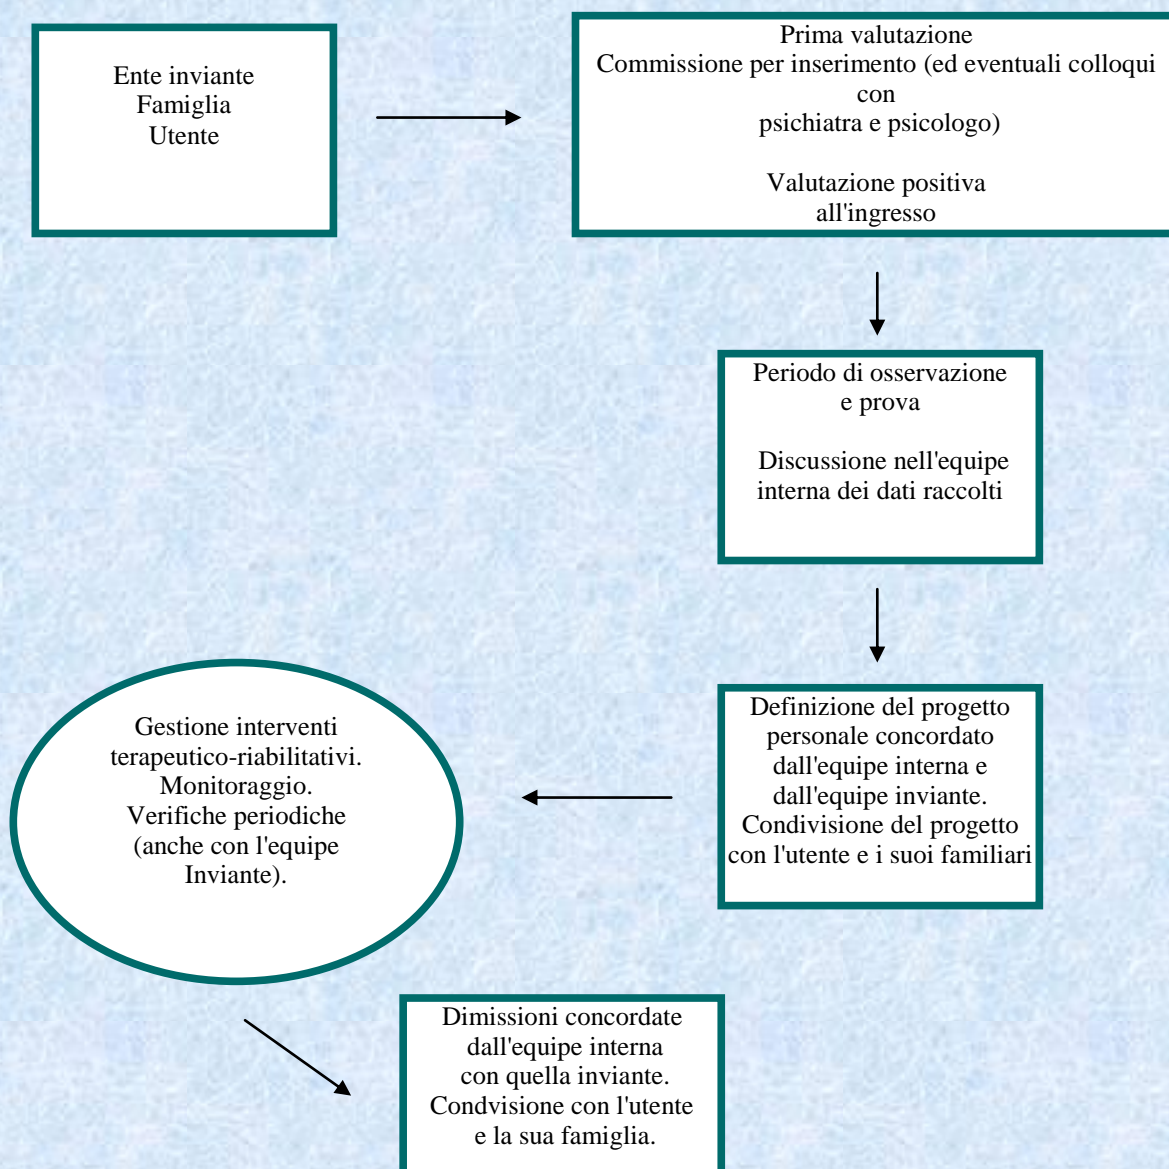 Ente inviante
Famiglia
Utente
Prima valutazione
Commissione per inserimento (ed eventuali colloqui
con
psichiatra e psicologo)
Valutazione positiva
all'ingresso
Periodo di osservazione
e prova
Discussione nell'equipe
interna dei dati raccolti
Definizione del progetto
personale concordato
dall'equipe interna e
dall'equipe inviante.
Condivisione del progetto
con l'utente e i suoi familiari
Gestione interventi
terapeutico-riabilitativi.
Monitoraggio.
Verifiche periodiche
(anche con l'equipe
Inviante).
Dimissioni concordate
dall'equipe interna
con quella inviante.
Condvisione con l'utente
e la sua famiglia.